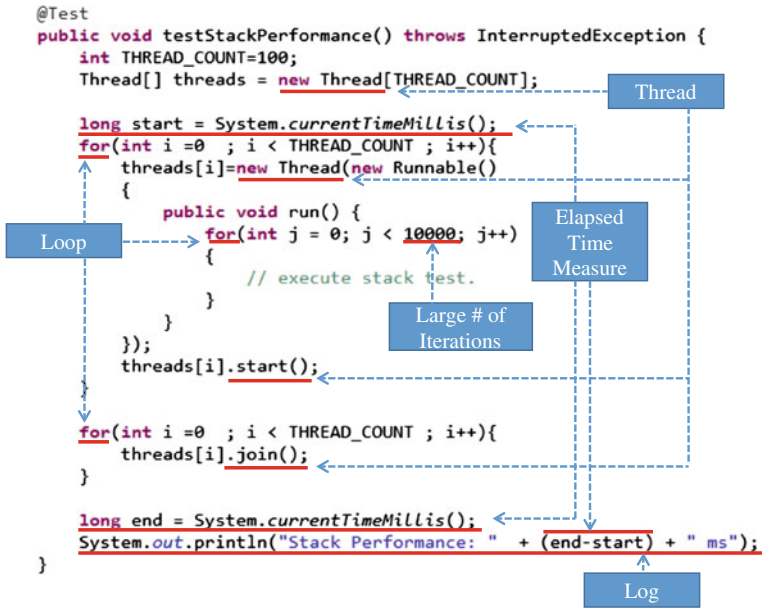 @Test
public void testStackPerformance() throws InterruptedException {
int THREAD_COUNT=100;
Thread[] threads = new Thread[THREAD_COUNT];
Thread
long start = System.currentTimeMillis();
for(int i =0  ; i < THREAD_COUNT ; i++){
threads[i]=new Thread(new Runnable()
{
public void run() {
for(int j = 0; j < 10000; j++)
Loop
Elapsed
Time
Measure
{
// execute stack test.
}
Large # of
Iterations
}
});
threads[i].start();
}
for(int i =0  ; i < THREAD_COUNT ; i++){
threads[i].join();
}
long end = System.currentTimeMillis();
System.out.println("Stack Performance: "  + (end-start) + " ms");
}
Log